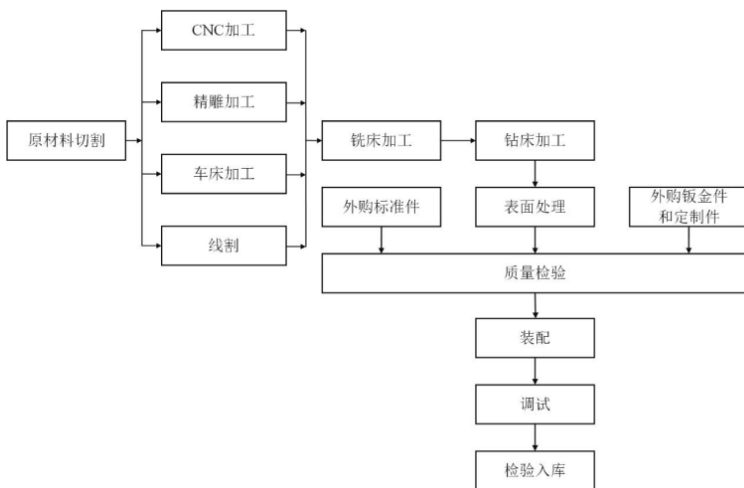 CNC加工
精雕加工
原材料切割
铣床加工
钻床加工
车床加工
外购标准件
表面处理
外购钣金件
和定制件
线割
质量检验
装配
调试
检验入库